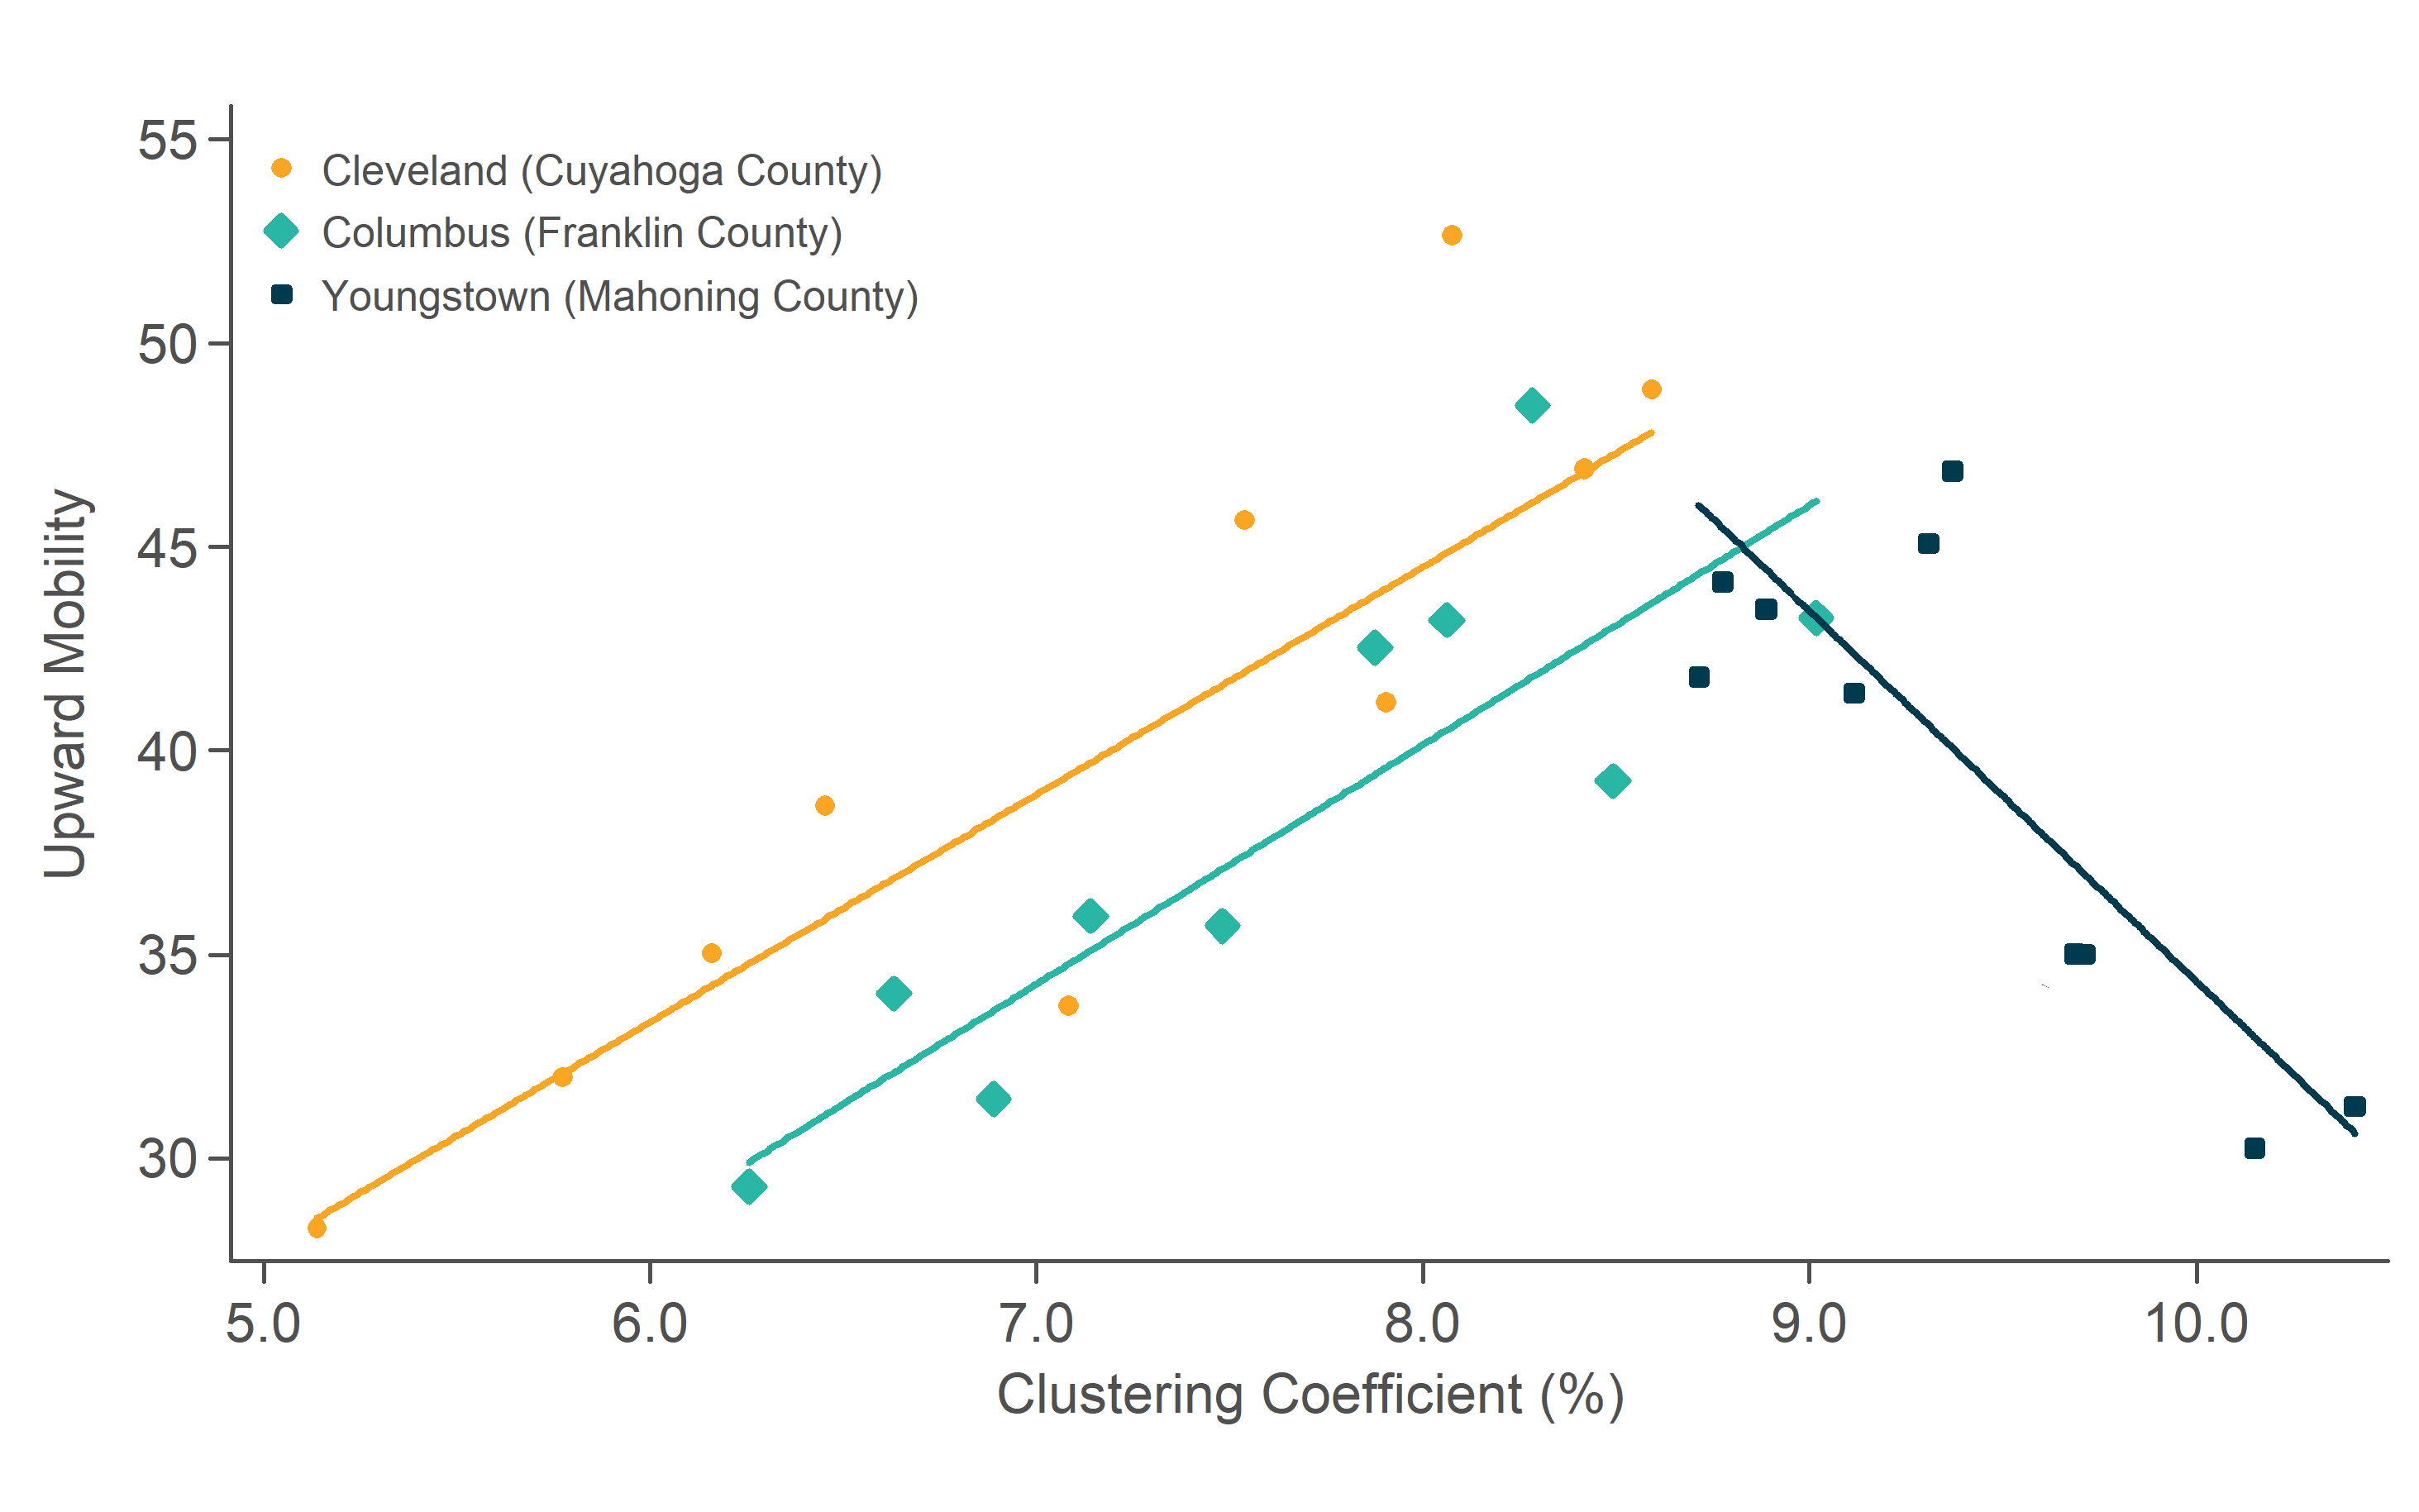 55
Cleveland (Cuyahoga County)
Columbus (Franklin County)
Youngstown (Mahoning County)
50
45
40
35
30
Upward Mobility
5.0 6.0 7.0 8.0 9.0 10.0
Clustering Coefficient (%)